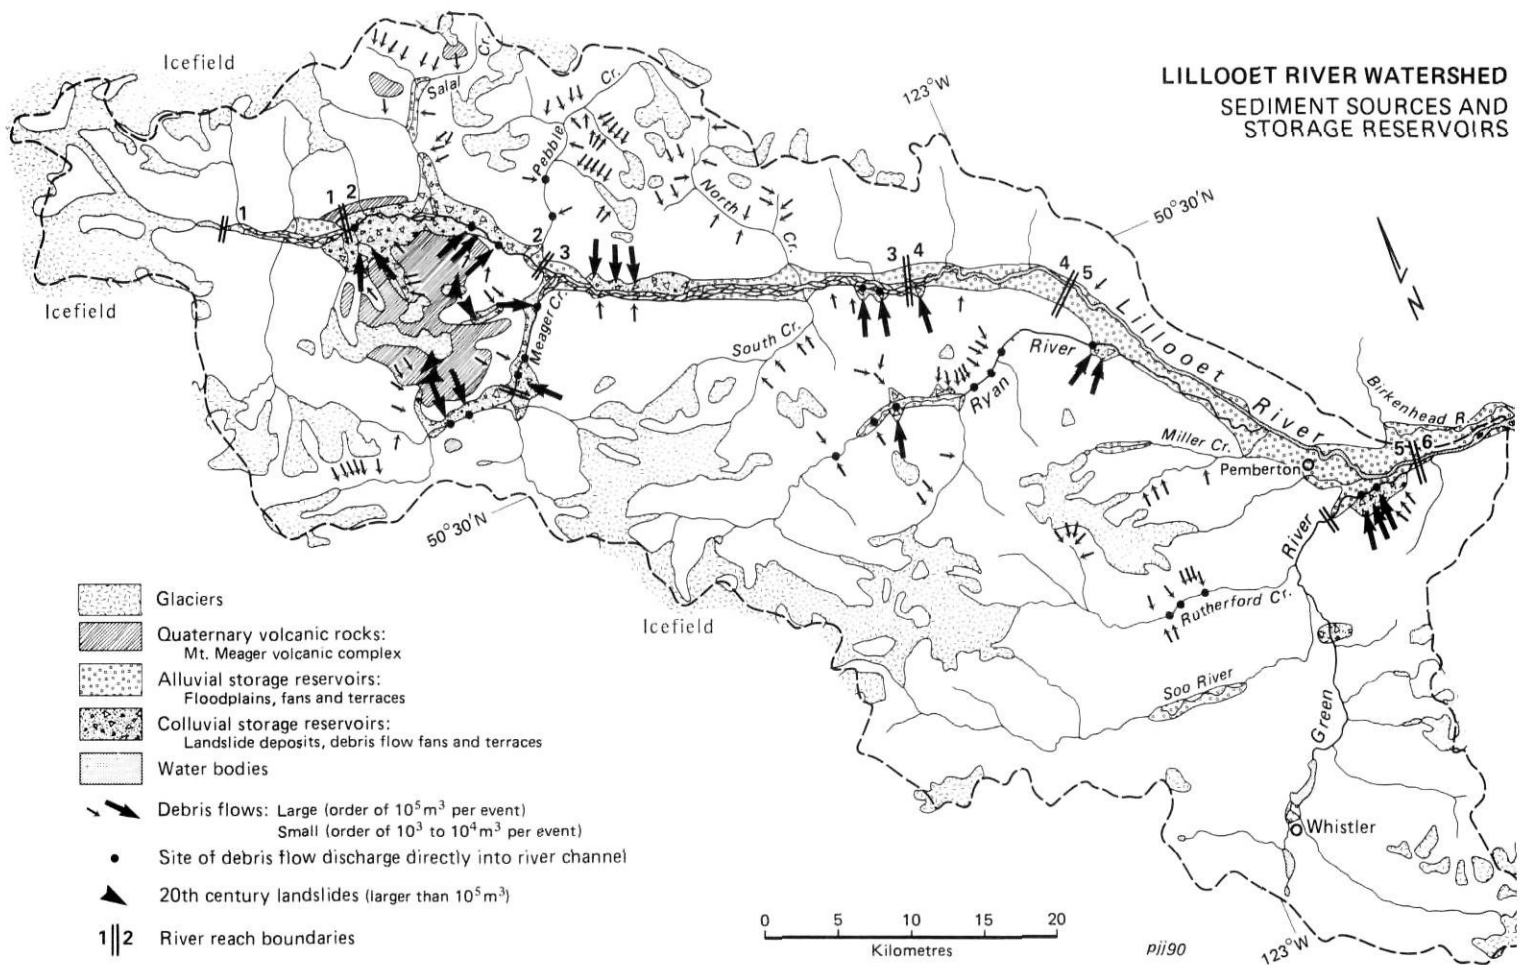 LILLOOET RIVER WATERSHED
SEDIMENT SOURCES AND
STORAGE RESERVOIRS
Icefield
Icefield
Icefield
Salal
Cr.
Pebble
Cr.
North
Cr.
Meager Cr.
South Cr.
Ryan
River
Lillooet
River
Miller Cr.
Pemberton
Birkenhead R.
River
Green
Rutherford Cr.
Soo River
Whistler
123°W
50°30'N
50°30'N
123°W
N
1
1 2
2
3
3 4
4
5
5 6
Glaciers
Quaternary volcanic rocks:
Mt. Meager volcanic complex
Alluvial storage reservoirs:
Floodplains, fans and terraces
Colluvial storage reservoirs:
Landslide deposits, debris flow fans and terraces
Water bodies
Debris flows: Large (order of 10⁵m³ per event)
Small (order of 10³ to 10⁴m³ per event)
Site of debris flow discharge directly into river channel
20th century landslides (larger than 10⁵m³)
1 2 River reach boundaries
0 5 10 15 20
Kilometres
pjj90